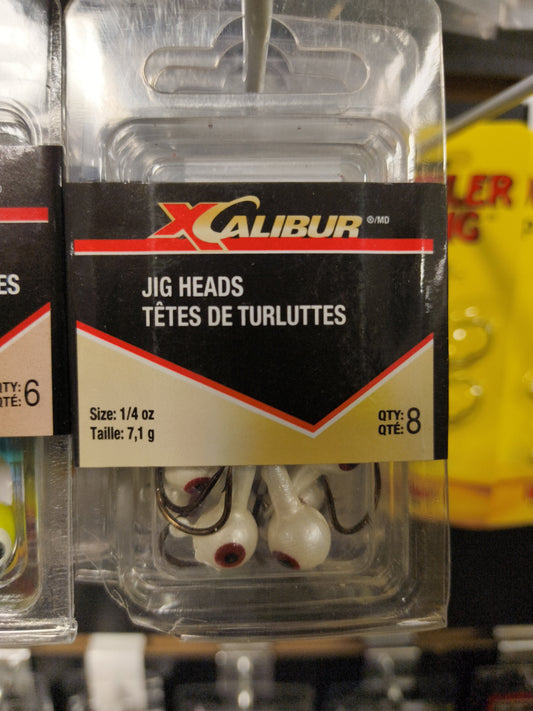 XCALIBUR ®/MD
JIG HEADS
TÊTES DE TURLUTTES
Size: 1/4 oz
Taille: 7,1 g
QTY: 8
QTÉ:
ES
QTY: 6
QTÉ:
LER